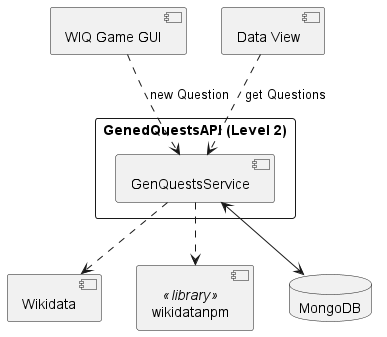 WIQ Game GUI
Data View
new Question
get Questions
GenedQuestsAPI (Level 2)
GenQuestsService
Wikidata
«library»
wikidatanpm
MongoDB